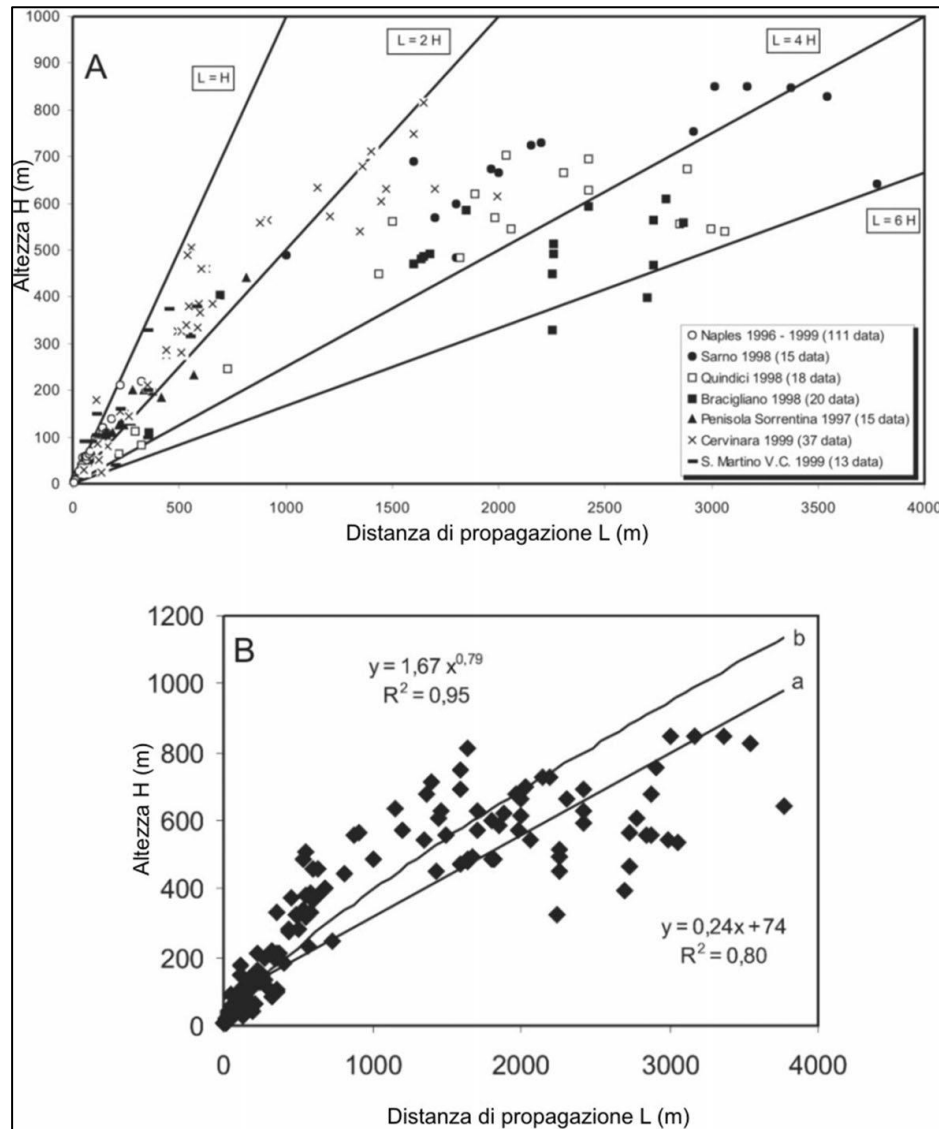 1000
900
800
700
600
500
400
300
200
100
0
Altezza H (m)
A
L = H
L = 2 H
L = 4 H
L = 6 H
Naples 1996 - 1999 (111 data)
Sarno 1998 (15 data)
Quindici 1998 (18 data)
Bracigliano 1998 (20 data)
Penisola Sorrentina 1997 (15 data)
Cervinara 1999 (37 data)
S. Martino V.C. 1999 (13 data)
0 500 1000 1500 2000 2500 3000 3500 4000
Distanza di propagazione L (m)
1200
1000
800
600
400
200
0
Altezza H (m)
B
y = 1,67 x^0,79
R² = 0,95
b
a
y = 0,24x + 74
R² = 0,80
0 1000 2000 3000 4000
Distanza di propagazione L (m)